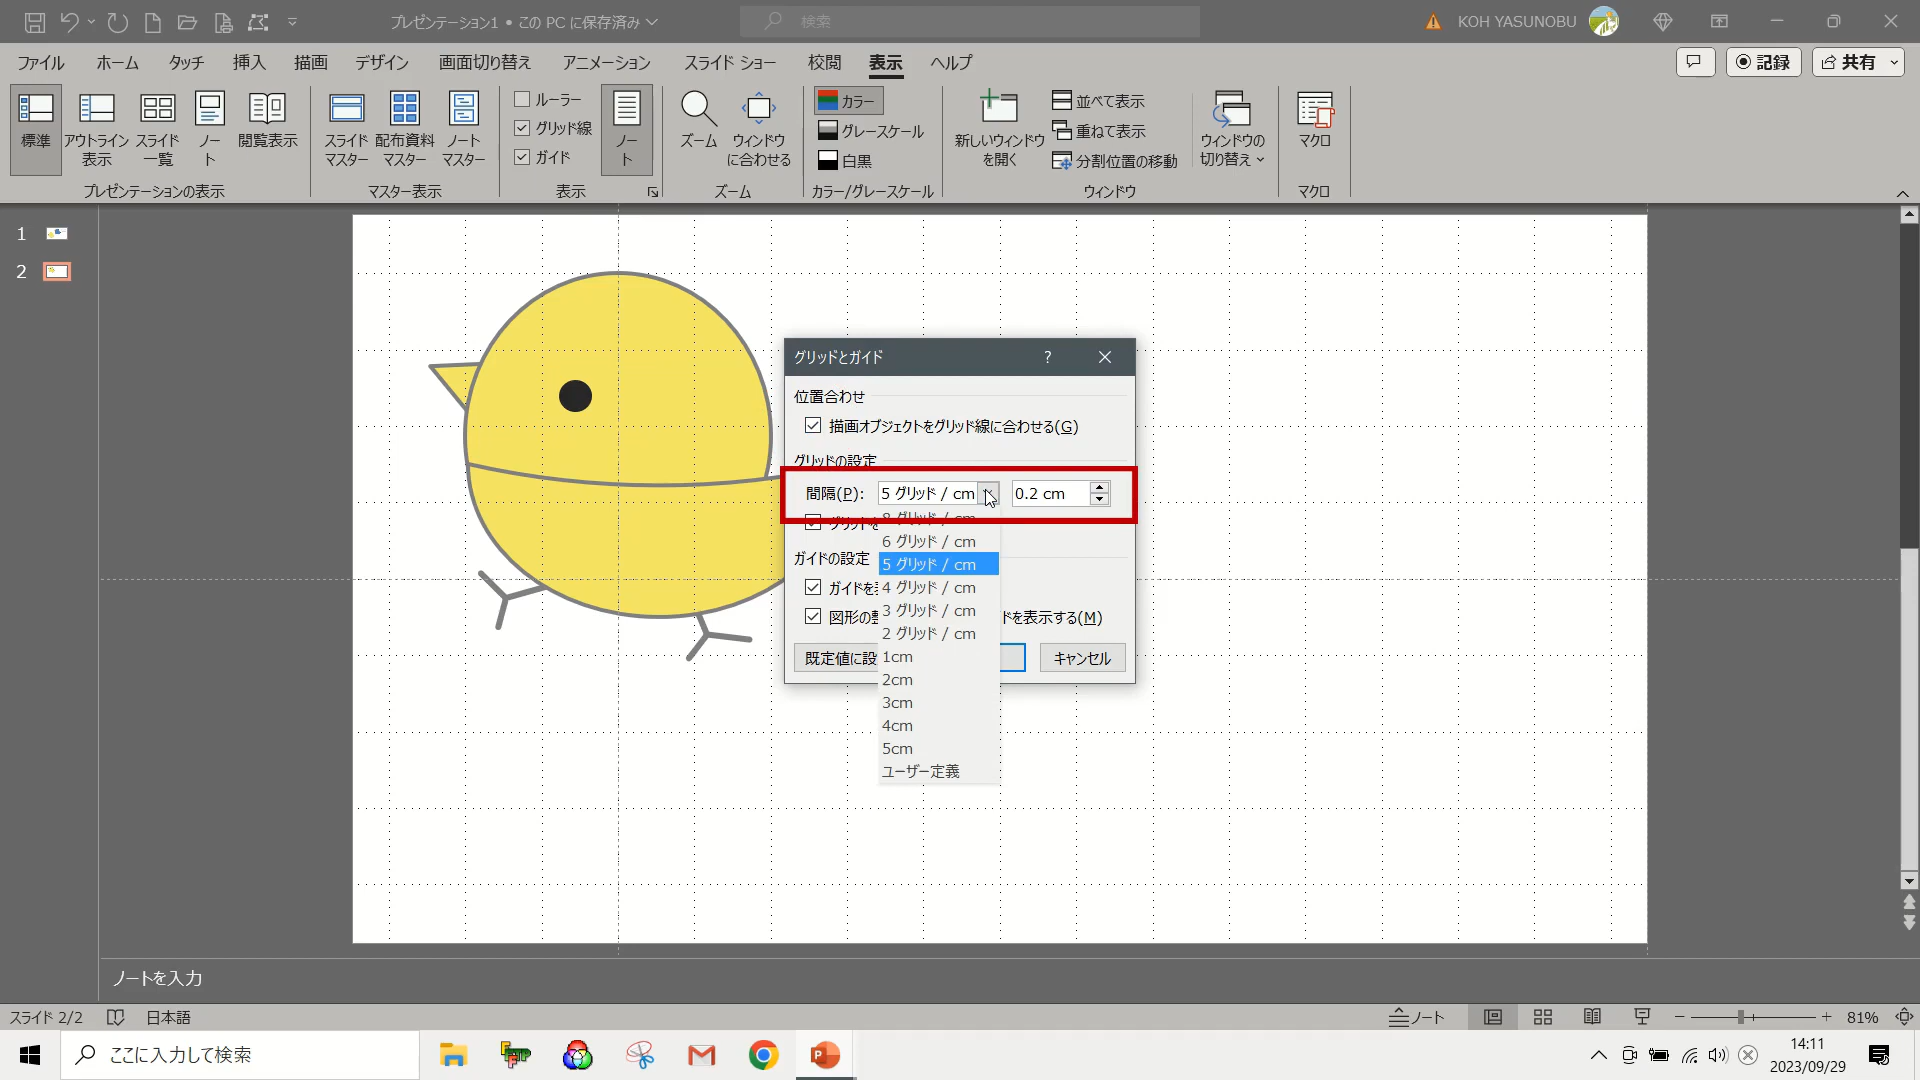 プレゼンテーション1 • この PC に保存済み
検索
KOH YASUNOBU
ファイル ホーム タッチ 挿入 描画 デザイン 画面切り替え アニメーション スライド ショー 校閲 表示 ヘルプ
記録 共有
標準
アウトライン
表示
スライド
一覧
ノー
ト
閲覧表示
プレゼンテーションの表示
スライド
マスター
配布資料
マスター
ノート
マスター
マスター表示
ルーラー
グリッド線
ガイド
ノー
ト
表示
ズーム
ウィンドウ
に合わせる
ズーム
カラー
グレースケール
白黒
カラー/グレースケール
新しいウィンドウ
を開く
並べて表示
重ねて表示
分割位置の移動
ウィンドウの
切り替え
ウィンドウ
マクロ
マクロ
1
2
グリッドとガイド ?
位置合わせ
描画オブジェクトをグリッド線に合わせる(G)
グリッドの設定
間隔(P): 5 グリッド / cm 0.2 cm
8 グリッド / cm
グリッドを
6 グリッド / cm
ガイドの設定
5 グリッド / cm
ガイドを
4 グリッド / cm
3 グリッド / cm
図形の
ドを表示する(M)
2 グリッド / cm
既定値に設
1cm
キャンセル
2cm
3cm
4cm
5cm
ユーザー定義
ノートを入力
スライド 2/2 日本語
ノート
81%
ここに入力して検索
14:11
2023/09/29